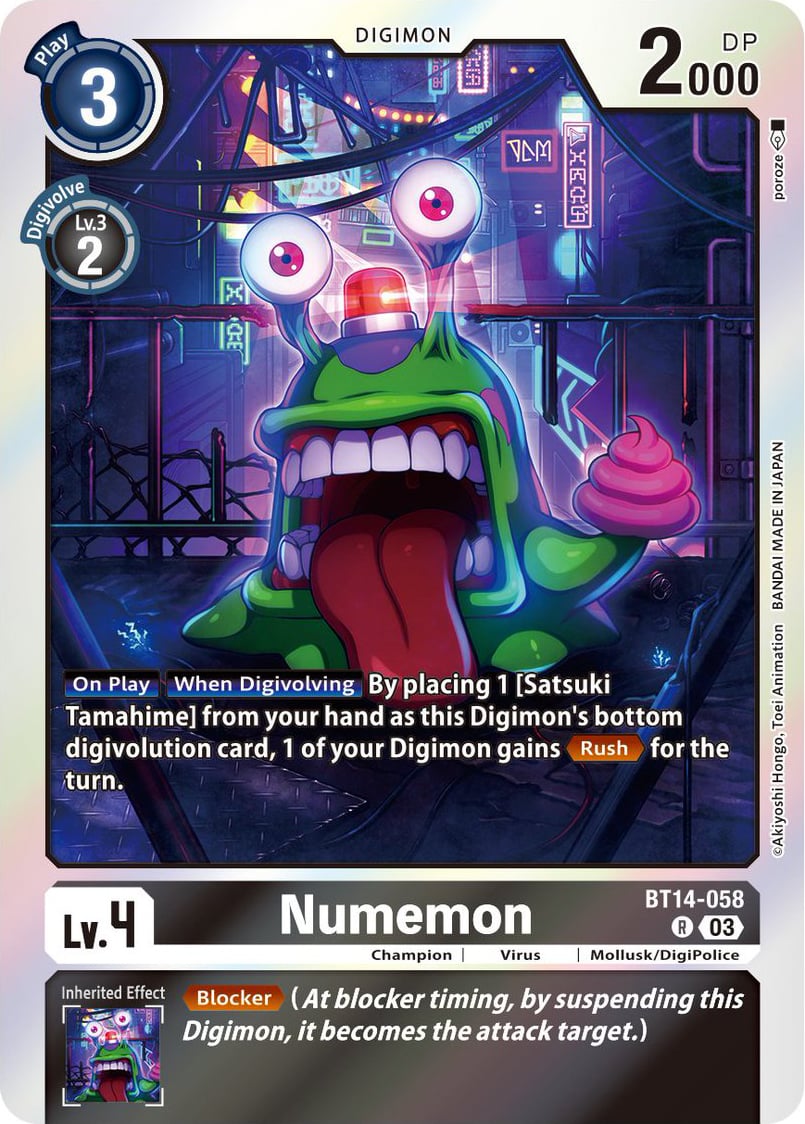 Play
3
DIGIMON
2000
DP
Digivolve
Lv.3
2
poroze
©Akiyoshi Hongo, Toei Animation BANDAI MADE IN JAPAN
On Play When Digivolving By placing 1 [Satsuki
Tamahime] from your hand as this Digimon's bottom
digivolution card, 1 of your Digimon gains Rush for the
turn.
Lv.4
Numemon
BT14-058
R 03
Champion | Virus | Mollusk/DigiPolice
Inherited Effect
Blocker (At blocker timing, by suspending this
Digimon, it becomes the attack target.)